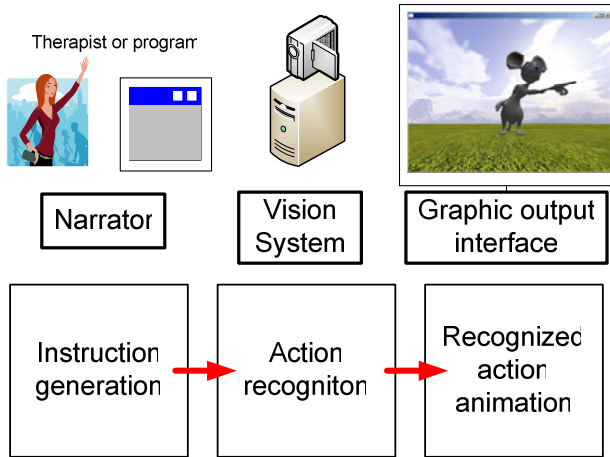 Therapist or program
Narrator
Vision
System
Graphic output
interface
Instruction
generation
Action
recogniton
Recognized
action
animation